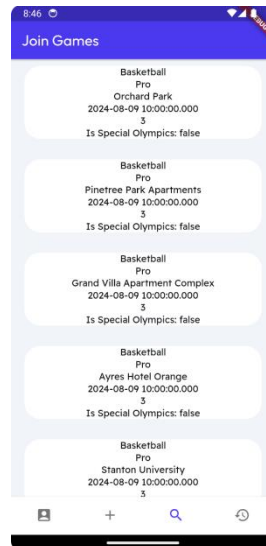 8:46
Join Games
Basketball
Pro
Orchard Park
2024-08-09 10:00:00.000
3
Is Special Olympics: false
Basketball
Pro
Pinetree Park Apartments
2024-08-09 10:00:00.000
3
Is Special Olympics: false
Basketball
Pro
Grand Villa Apartment Complex
2024-08-09 10:00:00.000
3
Is Special Olympics: false
Basketball
Pro
Ayres Hotel Orange
2024-08-09 10:00:00.000
3
Is Special Olympics: false
Basketball
Pro
Stanton University
2024-08-09 10:00:00.000
3